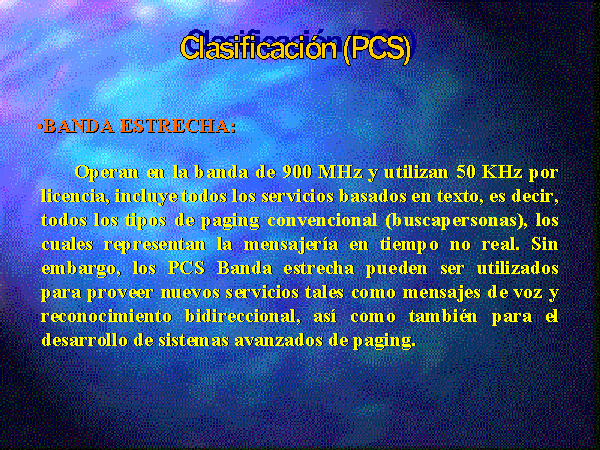 Clasificación (PCS)
•BANDA ESTRECHA:
Operan en la banda de 900 MHz y utilizan 50 KHz por
licencia, incluye todos los servicios basados en texto, es decir,
todos los tipos de paging convencional (buscapersonas), los
cuales representan la mensajería en tiempo no real. Sin
embargo, los PCS Banda estrecha pueden ser utilizados
para proveer nuevos servicios tales como mensajes de voz y
reconocimiento bidireccional, así como también para el
desarrollo de sistemas avanzados de paging.